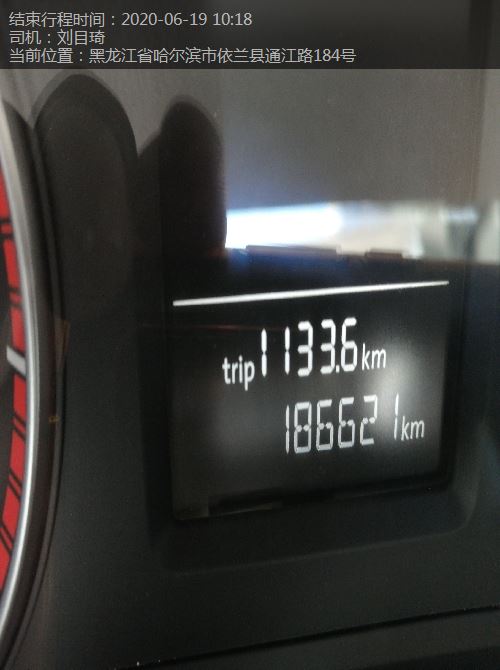 结束行程时间：2020-06-19 10:18
司机：刘目琦
当前位置：黑龙江省哈尔滨市依兰县通江路184号
trip 1133.6 km
186621 km